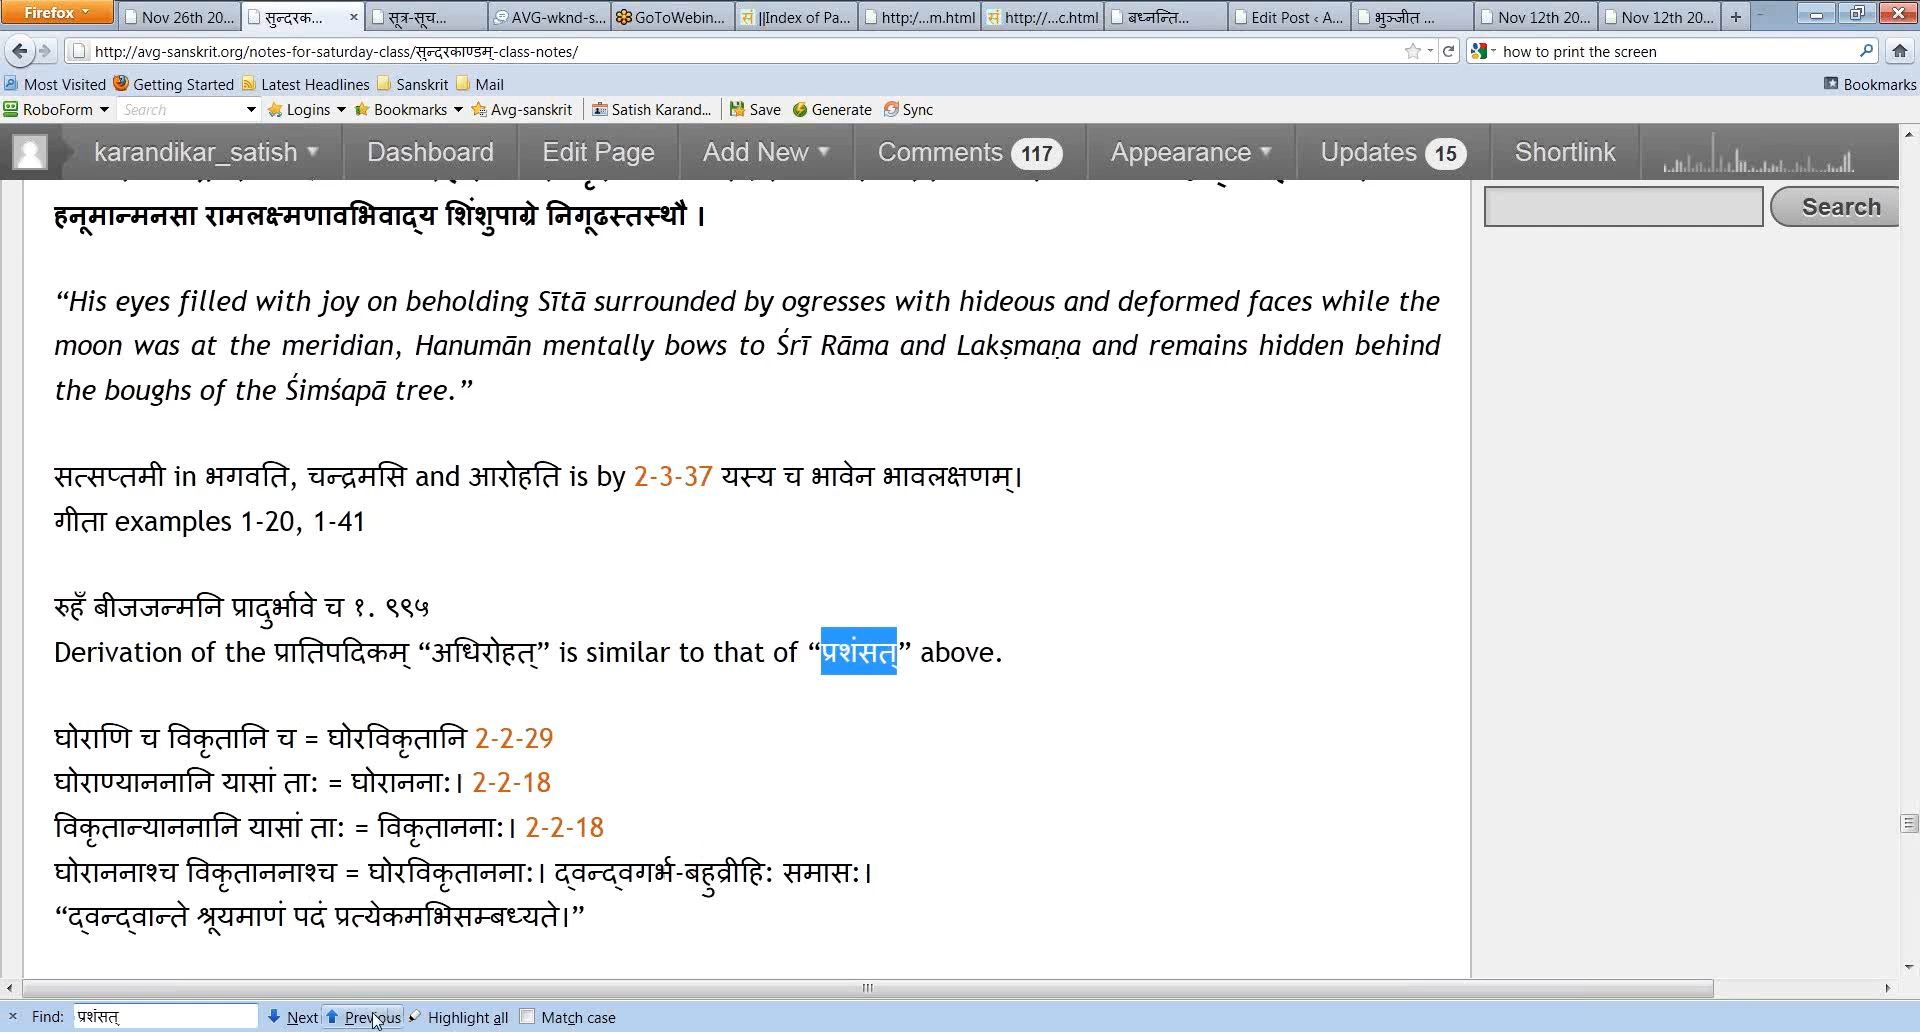 Firefox
Nov 26th 20...
सुन्दरक...
सूत्र-सूच...
AVG-wknd-s...
GoToWebin...
||Index of Pa...
http:/...m.html
http://...c.html
बध्नन्ति...
Edit Post ‹ A...
भुञ्जीत ...
Nov 12th 20...
Nov 12th 20...
http://avg-sanskrit.org/notes-for-saturday-class/सुन्दरकाण्डम्-class-notes/
how to print the screen
Most Visited Getting Started Latest Headlines Sanskrit Mail Bookmarks
RoboForm Search Logins Bookmarks Avg-sanskrit Satish Karand... Save Generate Sync
karandikar_satish Dashboard Edit Page Add New Comments 117 Appearance Updates 15 Shortlink
Search
हनूमान्मनसा रामलक्ष्मणावभिवाद्य शिंशुपाग्रे निगूढस्तस्थौ ।
“His eyes filled with joy on beholding Sītā surrounded by ogresses with hideous and deformed faces while the
moon was at the meridian, Hanumān mentally bows to Śrī Rāma and Lakṣmaṇa and remains hidden behind
the boughs of the Śimśapā tree.”
सत्सप्तमी in भगवति, चन्द्रमसि and आरोहति is by 2-3-37 यस्य च भावेन भावलक्षणम्।
गीता examples 1-20, 1-41
रुहँ बीजजन्मनि प्रादुर्भावे च १. ९९५
Derivation of the प्रातिपदिकम् “अधिरोहत्” is similar to that of “प्रशंसत्” above.
घोराणि च विकृतानि च = घोरविकृतानि 2-2-29
घोराण्याननानि यासां ता: = घोरानना:। 2-2-18
विकृतान्याननानि यासां ता: = विकृतानना:। 2-2-18
घोराननाश्च विकृताननाश्च = घोरविकृतानना:। द्वन्द्वगर्भ-बहुव्रीहि: समास:।
“द्वन्द्वान्ते श्रूयमाणं पदं प्रत्येकमभिसम्बध्यते।”
Find: प्रशंसत् Next Previous Highlight all Match case